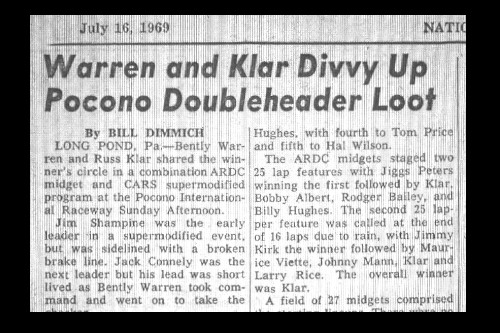 July 16, 1969
NATIO
Warren and Klar Divvy Up
Pocono Doubleheader Loot
By BILL DIMMICH
LONG POND, Pa.—Bently War-
ren and Russ Klar shared the win-
ner's circle in a combination ARDC
midget and CARS supermodified
program at the Pocono Internation-
al Raceway Sunday Afternoon.
Jim Shampine was the early
leader in a supermodified event,
but was sidelined with a broken
brake line. Jack Connely was the
next leader but his lead was short
lived as Bently Warren took com-
mand and went on to take the
Hughes, with fourth to Tom Price
and fifth to Hal Wilson.
The ARDC midgets staged two
25 lap features with Jiggs Peters
winning the first followed by Klar,
Bobby Albert, Rodger Bailey, and
Billy Hughes. The second 25 lap-
per feature was called at the end
of 16 laps due to rain, with Jimmy
Kirk the winner followed by Maur-
ice Viette, Johnny Mann, Klar and
Larry Rice. The overall winner
was Klar.
A field of 27 midgets comprised